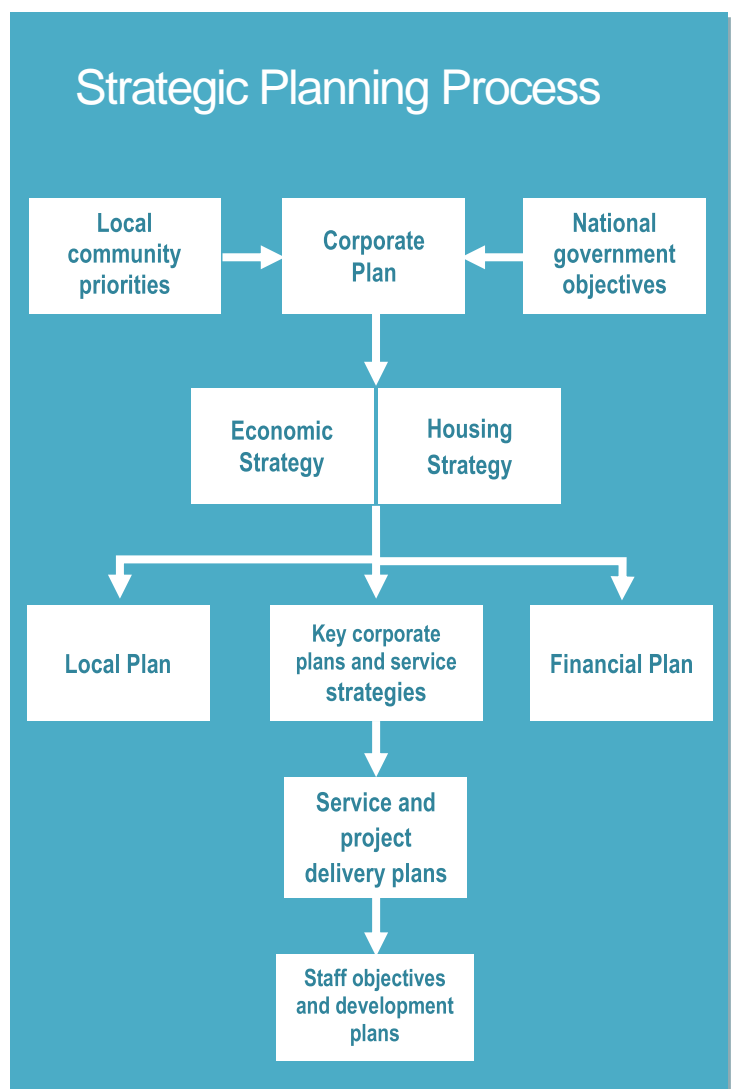 Strategic Planning Process
Local
community
priorities
Corporate
Plan
National
government
objectives
Economic
Strategy
Housing
Strategy
Local Plan
Key corporate
plans and service
strategies
Financial Plan
Service and
project
delivery plans
Staff objectives
and development
plans